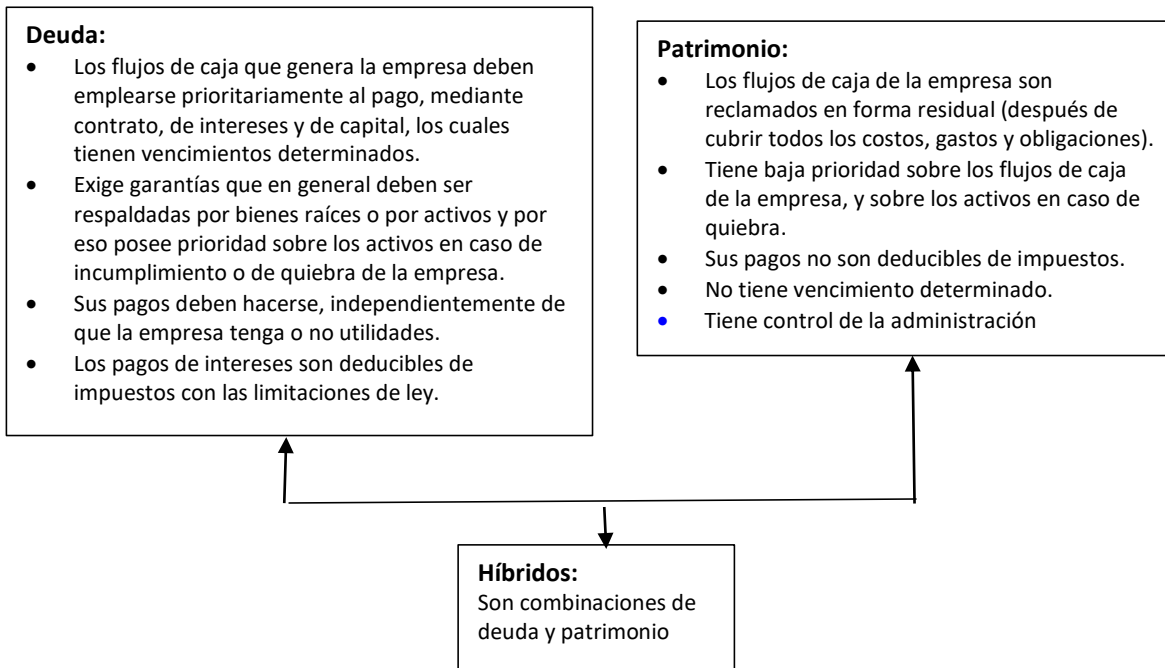 Deuda:
• Los flujos de caja que genera la empresa deben
emplearse prioritariamente al pago, mediante
contrato, de intereses y de capital, los cuales
tienen vencimientos determinados.
• Exige garantías que en general deben ser
respaldadas por bienes raíces o por activos y por
eso posee prioridad sobre los activos en caso de
incumplimiento o de quiebra de la empresa.
• Sus pagos deben hacerse, independientemente de
que la empresa tenga o no utilidades.
• Los pagos de intereses son deducibles de
impuestos con las limitaciones de ley.
Patrimonio:
• Los flujos de caja de la empresa son
reclamados en forma residual (después de
cubrir todos los costos, gastos y obligaciones).
• Tiene baja prioridad sobre los flujos de caja
de la empresa, y sobre los activos en caso de
quiebra.
• Sus pagos no son deducibles de impuestos.
• No tiene vencimiento determinado.
• Tiene control de la administración
Híbridos:
Son combinaciones de
deuda y patrimonio